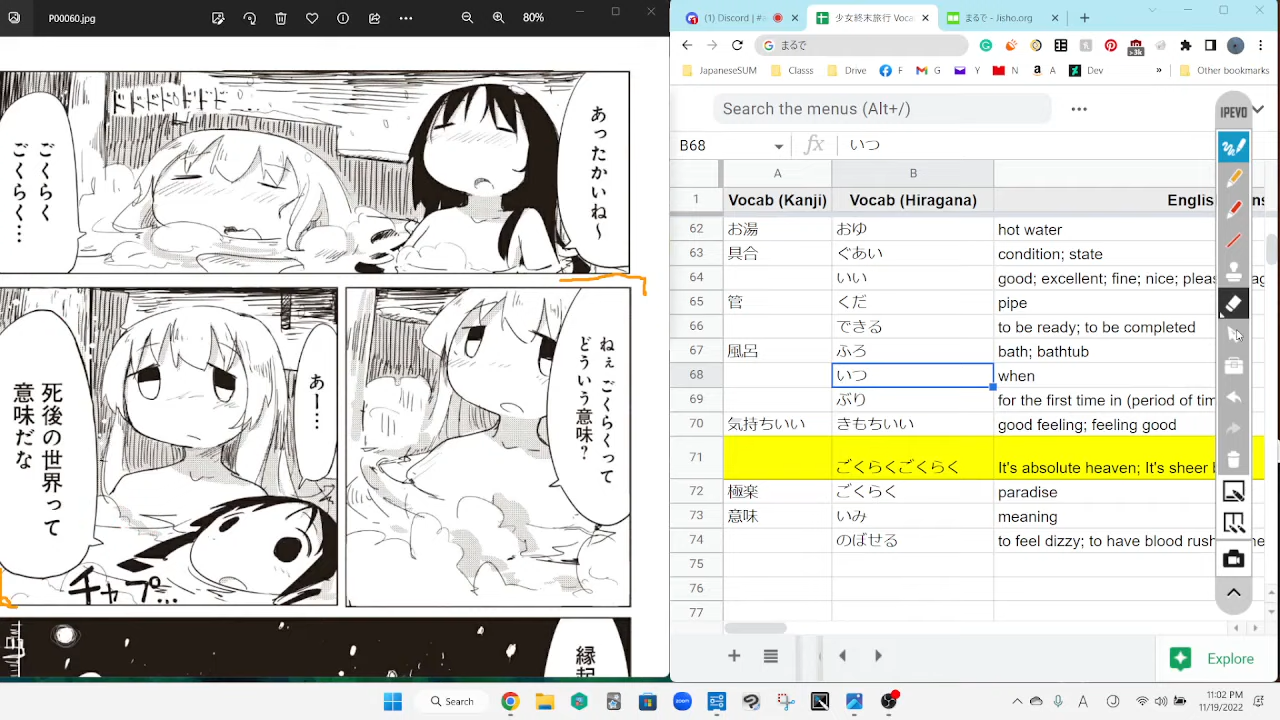 P00060.jpg
80%
(1) Discord | #
少女終末旅行 Voca
まるで - Jisho.org
まるで
JapaneseSUM
Classs
Drive
F
G
Y
N
A
Dev
»
Other bookmarks
Search the menus (Alt+/)
IPEVO
B68
fx
いつ
A
B
1
Vocab (Kanji)
Vocab (Hiragana)
62
お湯
おゆ
hot water
63
具合
ぐあい
condition; state
64
いい
good; excellent; fine; nice; pleas
65
管
くだ
pipe
66
できる
to be ready; to be completed
67
風呂
ふろ
bath; bathtub
68
いつ
when
69
ぶり
for the first time in (period of tim
70
気持ちいい
きもちいい
good feeling; feeling good
71
ごくらくごくらく
It's absolute heaven; It's sheer
72
極楽
ごくらく
paradise
73
意味
いみ
meaning
74
のばせる
to feel dizzy; to have blood rush
75
76
77
Explore
ドドドドドドド
あったかいね～
ごくらく
ごくらく…
ねぇ ごくらくって
どういう意味?
あー…
死後の世界って
意味だな
チャプ…
縁起
Search
zoom
11:02 PM
11/9/2022